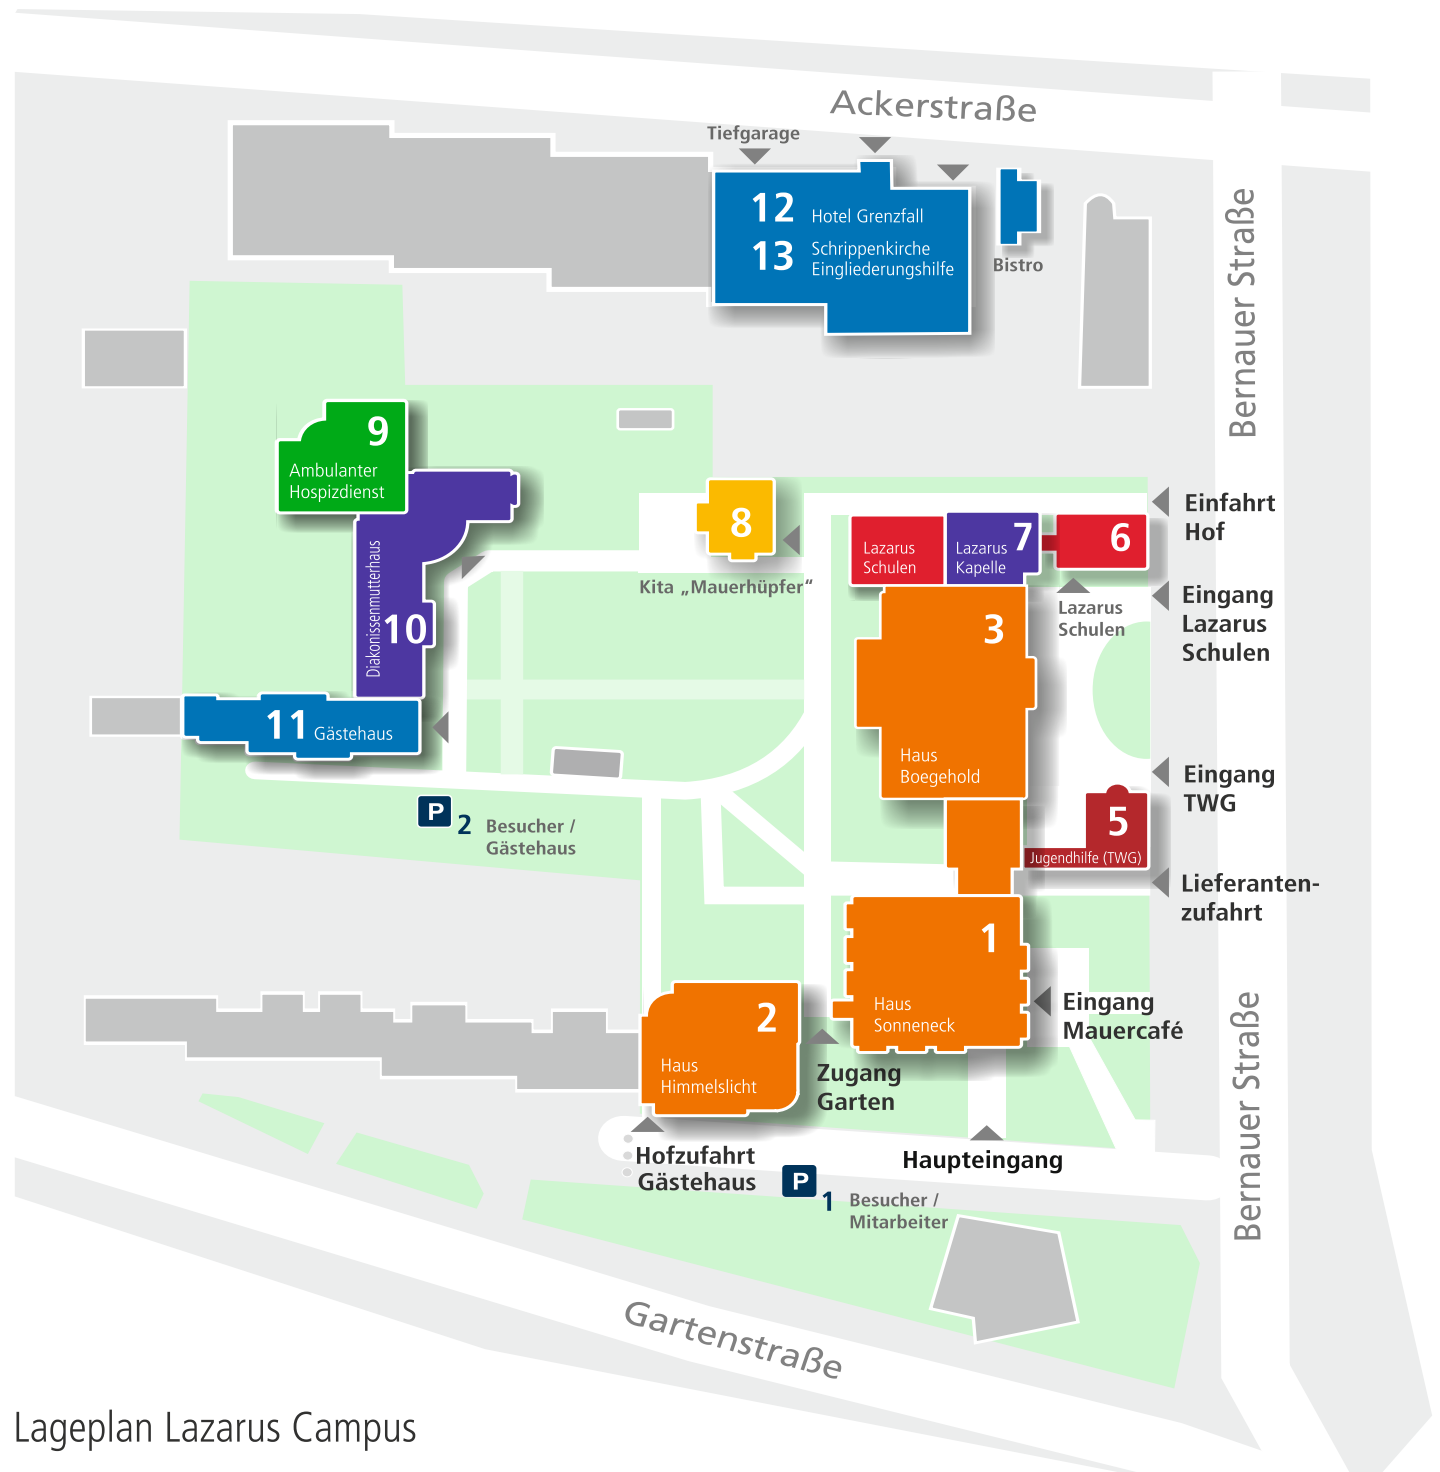 Ackerstraße
Tiefgarage
12 Hotel Grenzfall
13 Schrippenkirche
Eingliederungshilfe
Bistro
Bernauer Straße
9
Ambulanter
Hospizdienst
10
Diakonissenmutterhaus
11 Gästehaus
8
Kita „Mauerhüpfer“
Lazarus
Schulen
7
Lazarus
Kapelle
6
Einfahrt
Hof
Lazarus
Schulen
Eingang
Lazarus
Schulen
3
Haus
Boegehold
Eingang
TWG
5
Jugendhilfe (TWG)
P 2
Besucher /
Gästehaus
Lieferanten-
zufahrt
1
Haus
Sonneneck
Eingang
Mauercafé
2
Haus
Himmelslicht
Zugang
Garten
Bernauer Straße
Hofzufahrt
Gästehaus
Haupteingang
P 1
Besucher /
Mitarbeiter
Gartenstraße
Lageplan Lazarus Campus